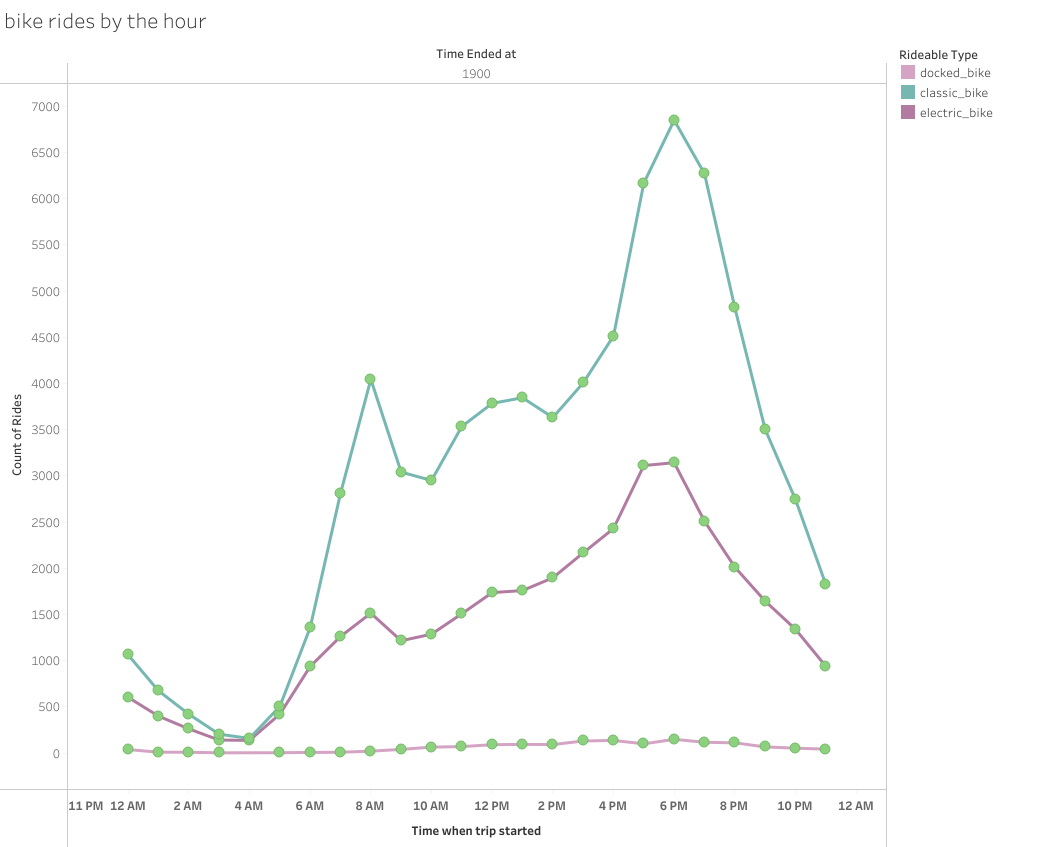 bike rides by the hour
Time Ended at
1900
Rideable Type
docked_bike
classic_bike
electric_bike
7000
6500
6000
5500
5000
4500
4000
3500
3000
2500
2000
1500
1000
500
0
Count of Rides
11 PM 12 AM 2 AM 4 AM 6 AM 8 AM 10 AM 12 PM 2 PM 4 PM 6 PM 8 PM 10 PM 12 AM
Time when trip started